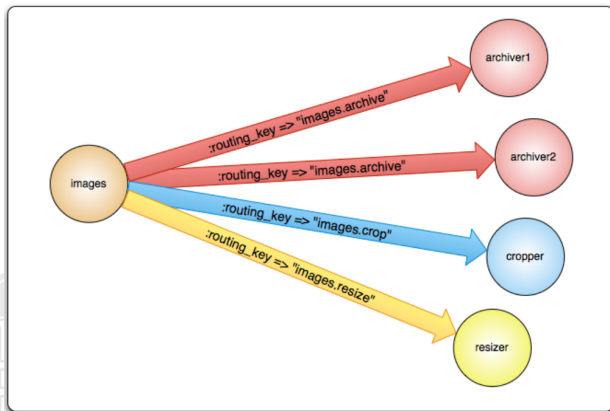 archiver1
:routing_key => "images.archive"
archiver2
:routing_key => "images.archive"
images
:routing_key => "images.crop"
cropper
:routing_key => "images.resize"
resizer